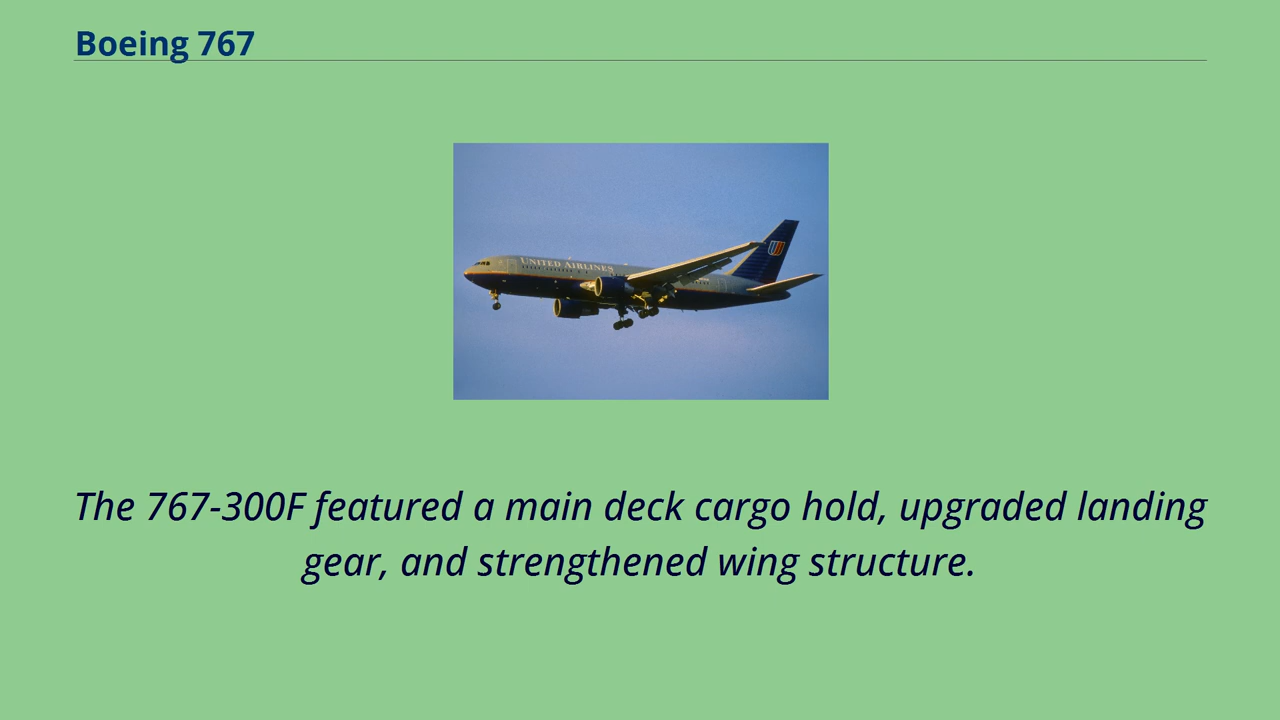 Boeing 767
UNITED AIRLINES
The 767-300F featured a main deck cargo hold, upgraded landing
gear, and strengthened wing structure.